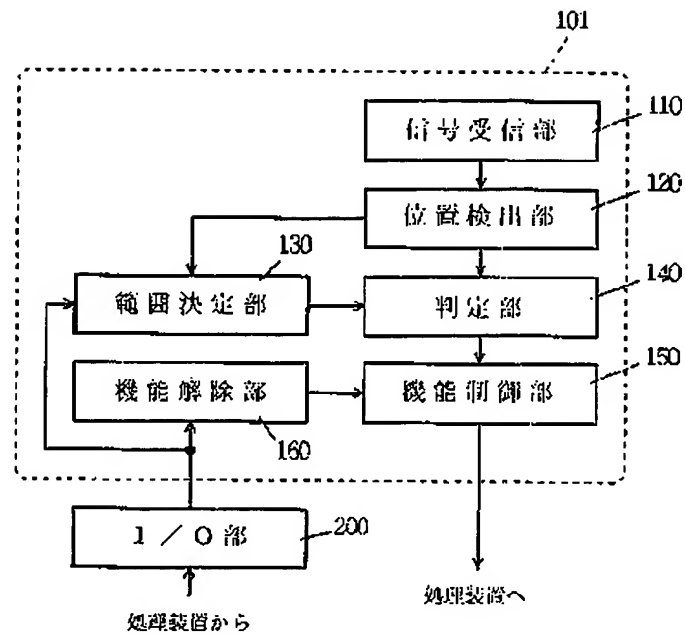 101
110
信号受信部
120
位置検出部
130
140
範囲決定部
判定部
150
機能解除部
機能制御部
160
I/O部
200
処理装置から
処理装置へ